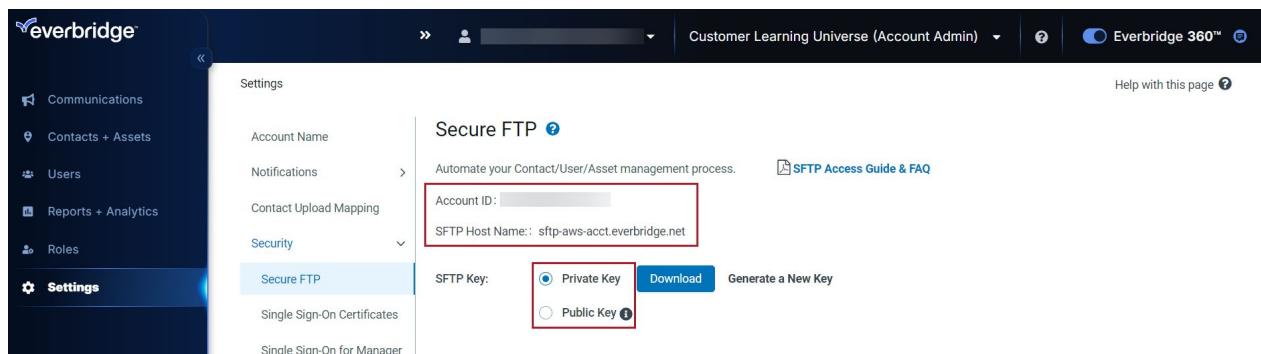 everbridge™
»
Customer Learning Universe (Account Admin)
Everbridge 360™
«
Communications
Contacts + Assets
Users
Reports + Analytics
Roles
Settings
Settings
Help with this page
Account Name
Notifications
Contact Upload Mapping
Security
Secure FTP
Single Sign-On Certificates
Single Sign-On for Manager
Secure FTP
Automate your Contact/User/Asset management process.
SFTP Access Guide & FAQ
Account ID:
SFTP Host Name:: sftp-aws-acct.everbridge.net
SFTP Key:
Private Key
Download
Generate a New Key
Public Key